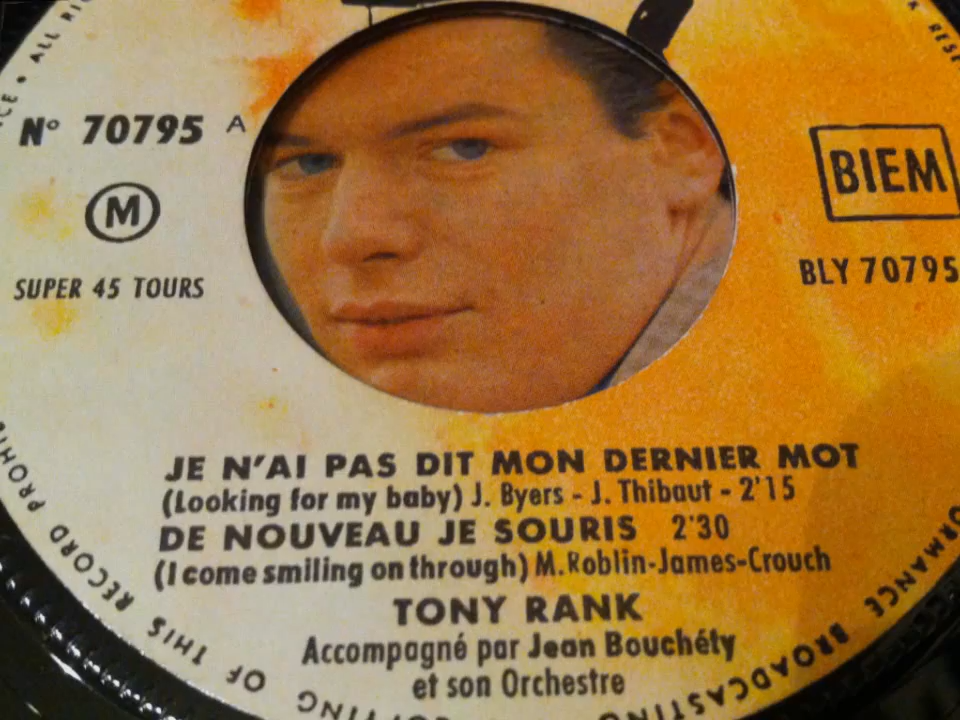 Nº 70795 A
M
SUPER 45 TOURS
BIEM
BLY 70795
JE N'AI PAS DIT MON DERNIER MOT
(Looking for my baby) J. Byers - J. Thibaut - 2'15
DE NOUVEAU JE SOURIS 2'30
(I come smiling on through) M. Roblin-James-Crouch
TONY RANK
Accompagné par Jean Bouchéty
et son Orchestre
ALL
BROADCASTING
OF THIS RECORD